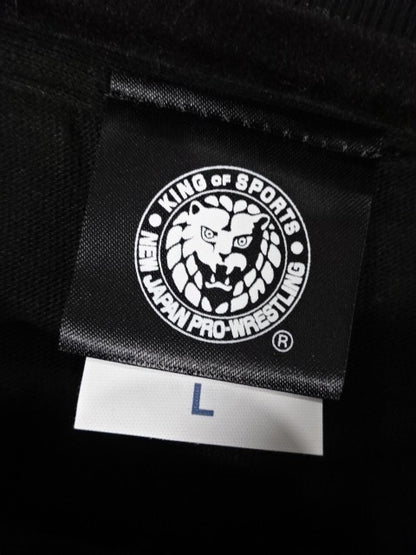 KING OF SPORTS
NEW JAPAN PRO-WRESTLING
®
L